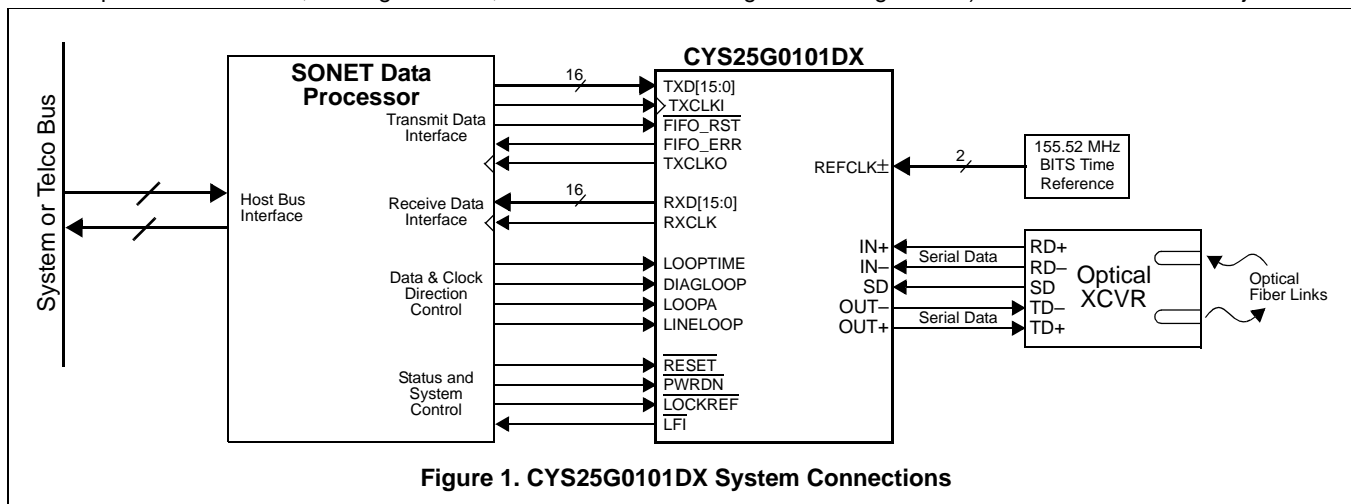 System or Telco Bus
Host Bus
Interface
SONET Data
Processor
Transmit Data
Interface
Receive Data
Interface
Data & Clock
Direction
Control
Status and
System
Control
16
16
CYS25G0101DX
TXD[15:0]
TXCLKI
FIFO_RST
FIFO_ERR
TXCLKO
RXD[15:0]
RXCLK
LOOPTIME
DIAGLOOP
LOOPA
LINELOOP
RESET
PWRDN
LOCKREF
LFI
REFCLK±
IN+
IN–
SD
OUT–
OUT+
2
155.52 MHz
BITS Time
Reference
Serial Data
Serial Data
RD+
RD–
SD
TD–
TD+
Optical
XCVR
Optical
Fiber Links
Figure 1. CYS25G0101DX System Connections